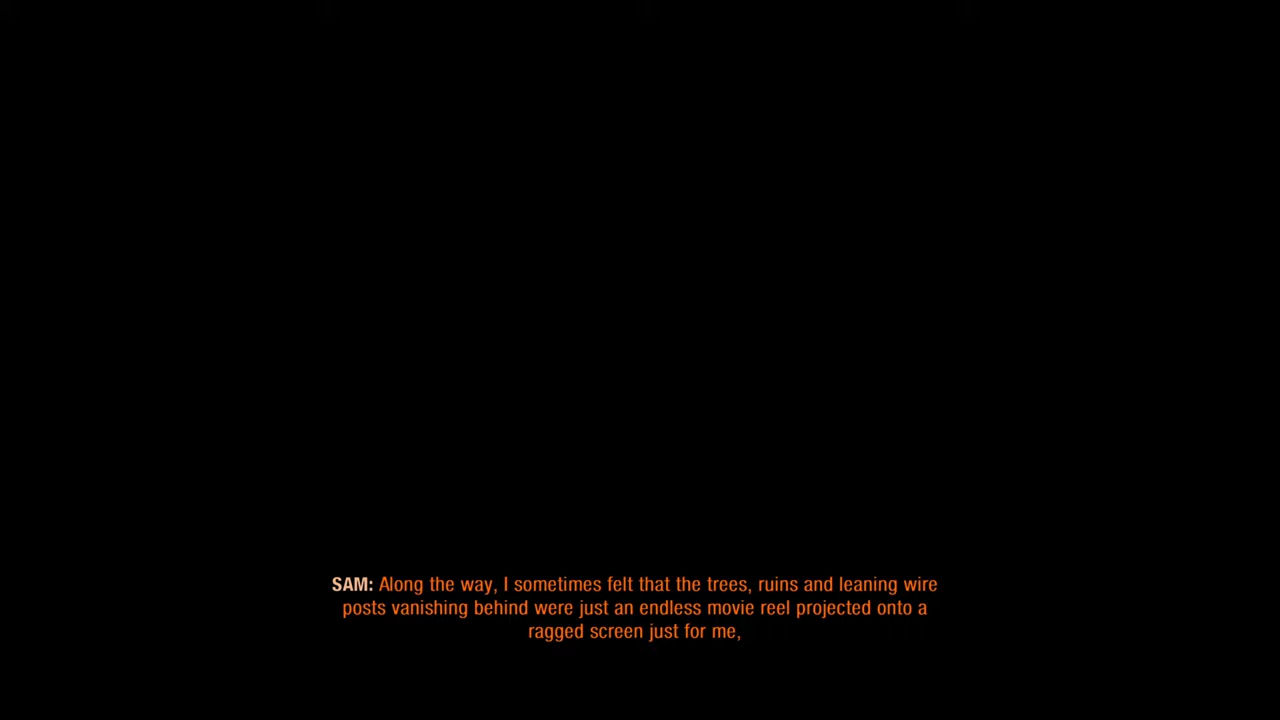 SAM: Along the way, I sometimes felt that the trees, ruins and leaning wire
posts vanishing behind were just an endless movie reel projected onto a
ragged screen just for me,